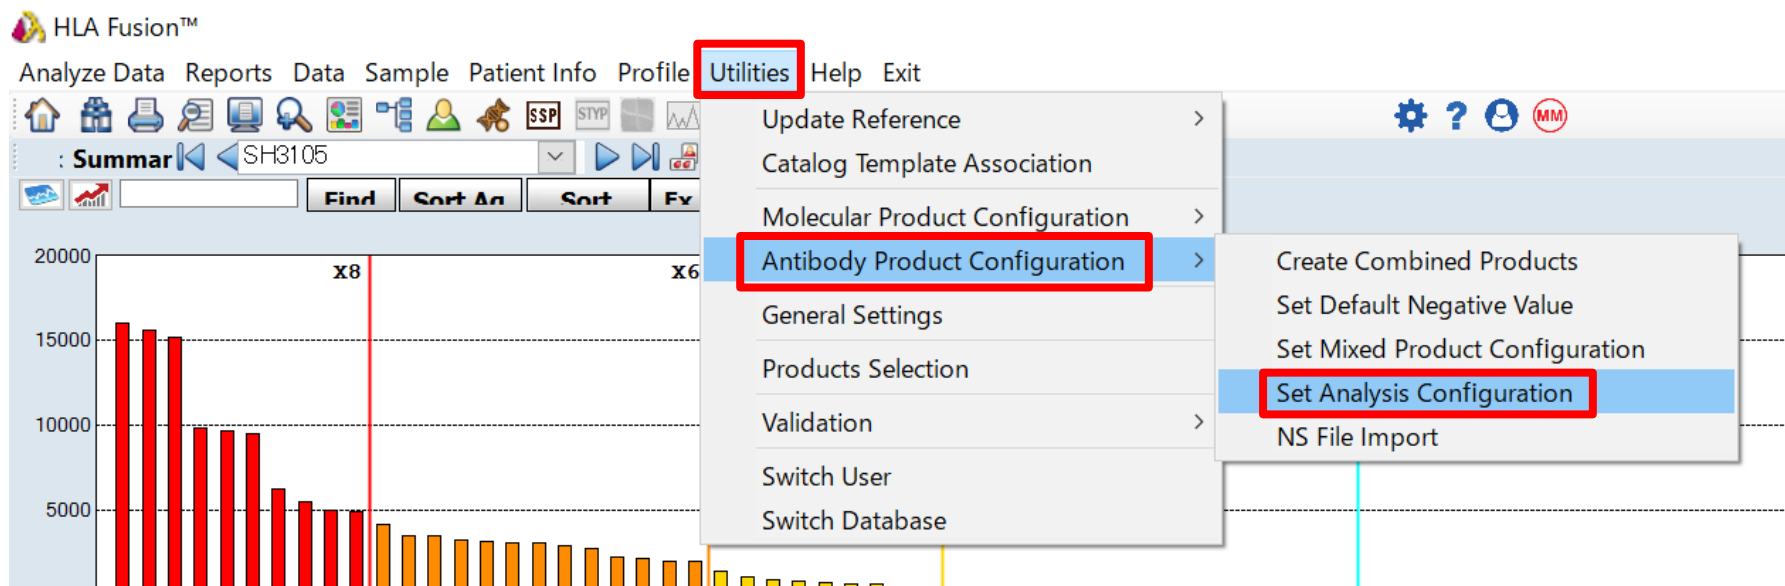 HLA Fusion™
Analyze Data Reports Data Sample Patient Info Profile Utilities Help Exit
SSP STYP ? MM
: Summar SH3105
Find Sort Ag Sort Ex
Update Reference
Catalog Template Association
Molecular Product Configuration
Antibody Product Configuration
General Settings
Products Selection
Validation
Switch User
Switch Database
Create Combined Products
Set Default Negative Value
Set Mixed Product Configuration
Set Analysis Configuration
NS File Import
20000
X8 X6
15000
10000
5000